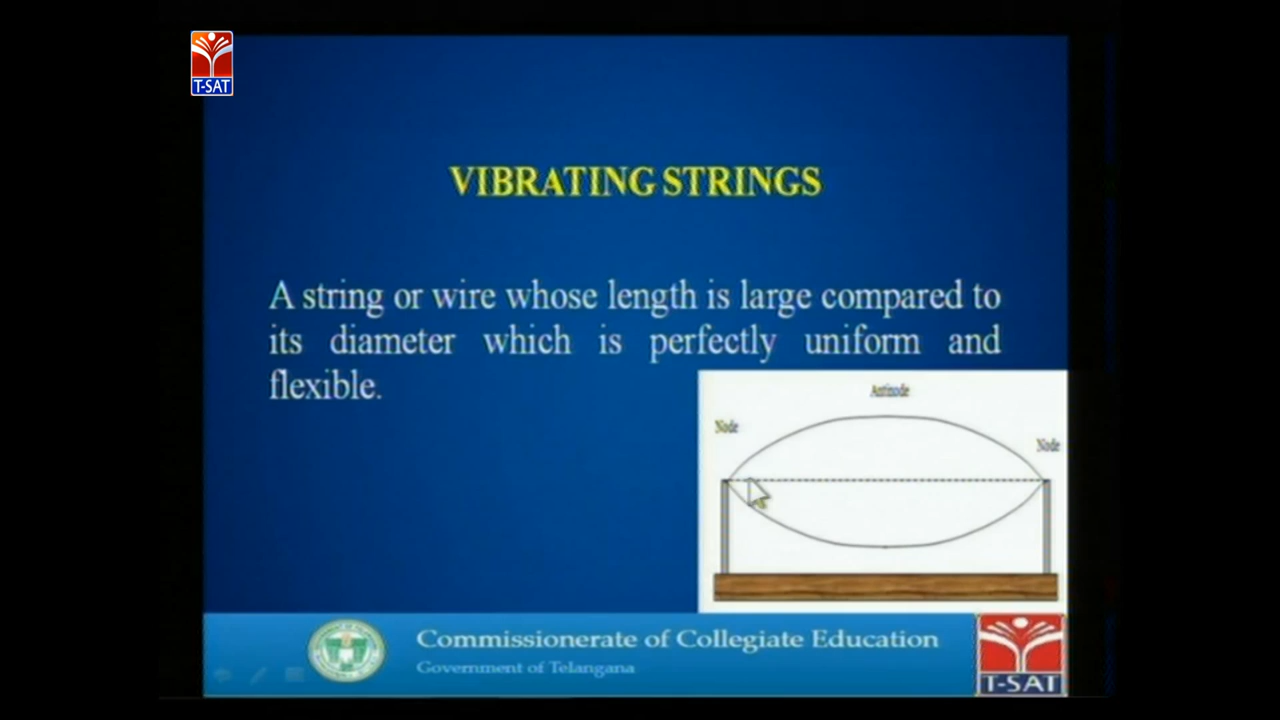 T-SAT
VIBRATING STRINGS
A string or wire whose length is large compared to
its diameter which is perfectly uniform and
flexible.
Antinode
Node
Node
Commissionerate of Collegiate Education
Government of Telangana
T-SAT